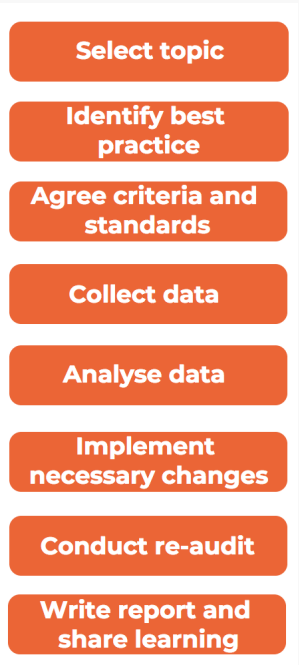 Select topic
Identify best
practice
Agree criteria and
standards
Collect data
Analyse data
Implement
necessary changes
Conduct re-audit
Write report and
share learning